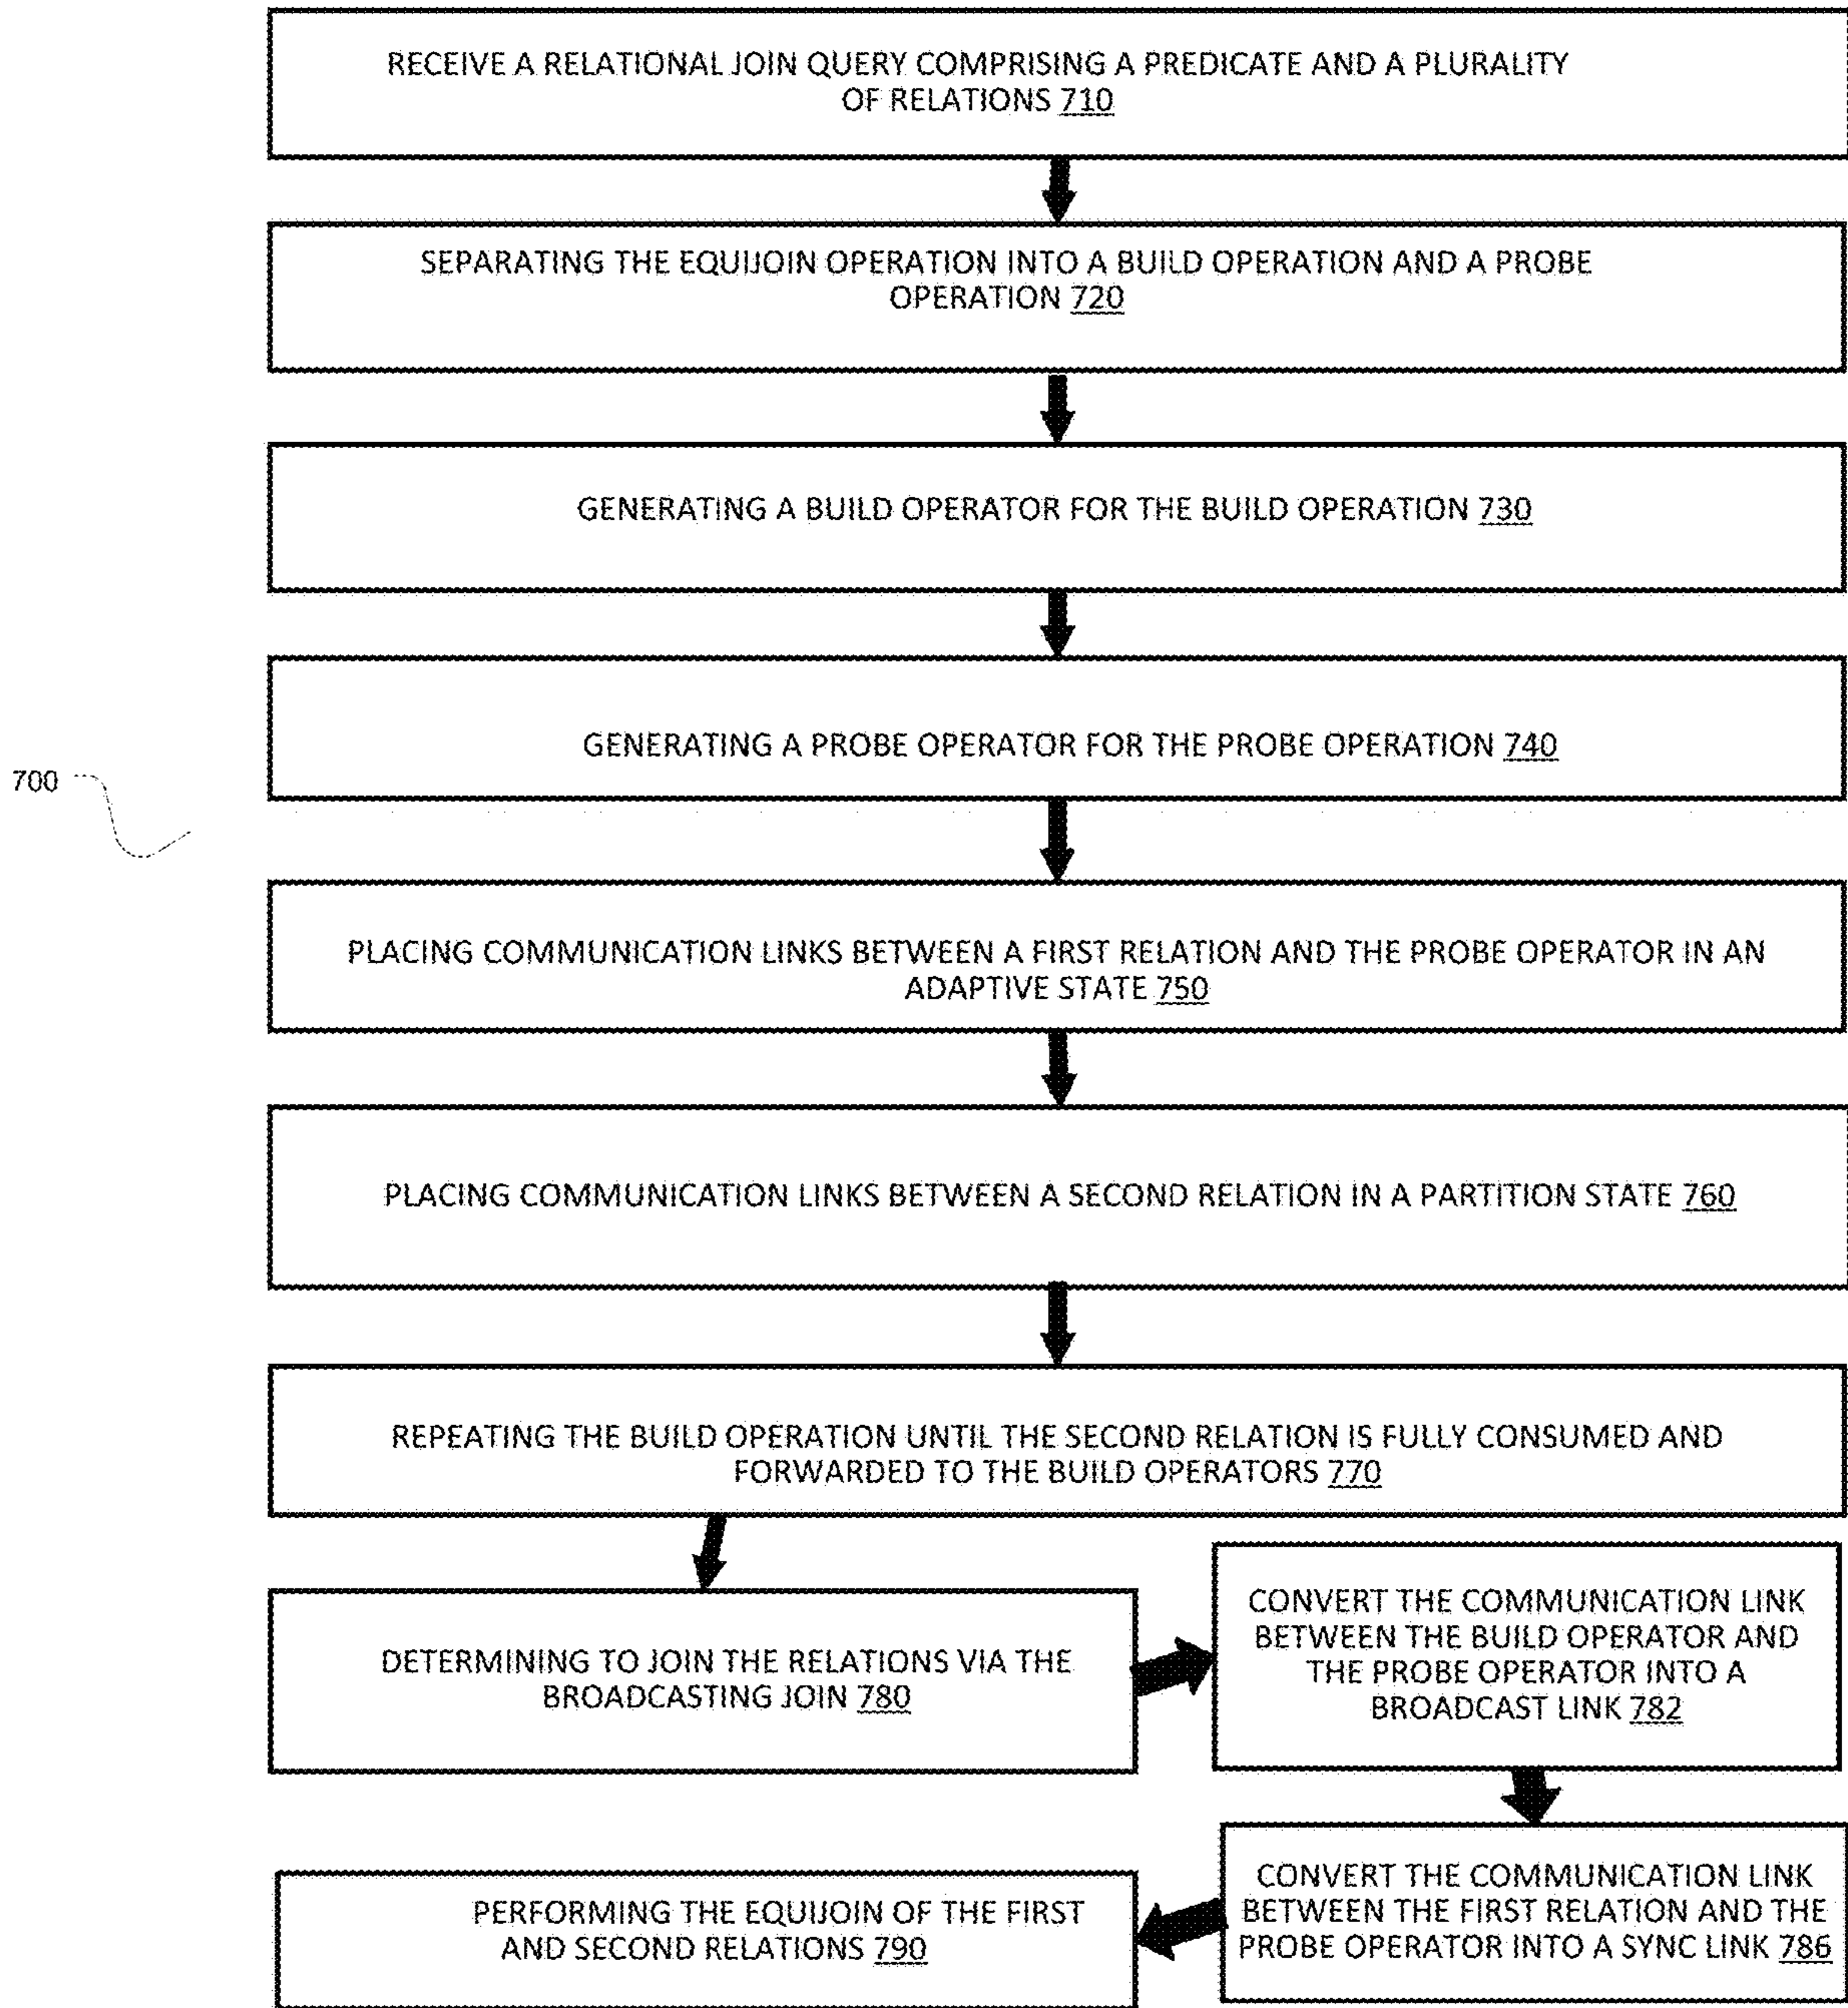 RECEIVE A RELATIONAL JOIN QUERY COMPRISING A PREDICATE AND A PLURALITY
OF RELATIONS 710
SEPARATING THE EQUIJOIN OPERATION INTO A BUILD OPERATION AND A PROBE
OPERATION 720
GENERATING A BUILD OPERATOR FOR THE BUILD OPERATION 730
GENERATING A PROBE OPERATOR FOR THE PROBE OPERATION 740
700
PLACING COMMUNICATION LINKS BETWEEN A FIRST RELATION AND THE PROBE OPERATOR IN AN
ADAPTIVE STATE 750
PLACING COMMUNICATION LINKS BETWEEN A SECOND RELATION IN A PARTITION STATE 760
REPEATING THE BUILD OPERATION UNTIL THE SECOND RELATION IS FULLY CONSUMED AND
FORWARDED TO THE BUILD OPERATORS 770
DETERMINING TO JOIN THE RELATIONS VIA THE
BROADCASTING JOIN 780
CONVERT THE COMMUNICATION LINK
BETWEEN THE BUILD OPERATOR AND
THE PROBE OPERATOR INTO A
BROADCAST LINK 782
CONVERT THE COMMUNICATION LINK
BETWEEN THE FIRST RELATION AND THE
PROBE OPERATOR INTO A SYNC LINK 786
PERFORMING THE EQUIJOIN OF THE FIRST
AND SECOND RELATIONS 790